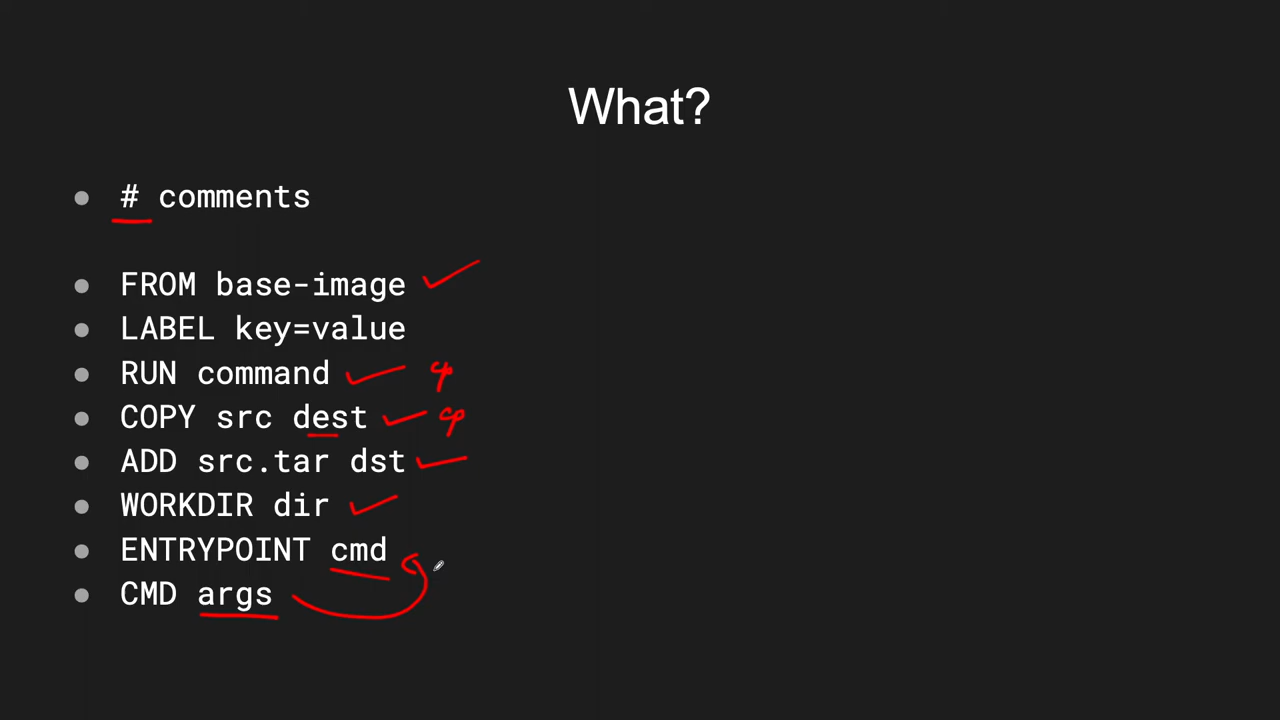 What?
# comments
FROM base-image
LABEL key=value
RUN command
COPY src dest
ADD src.tar dst
WORKDIR dir
ENTRYPOINT cmd
CMD args